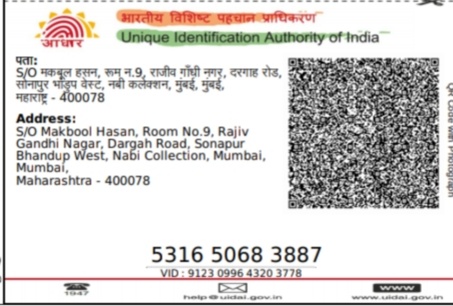 भारतीय विशिष्ट पहचान प्राधिकरण
Unique Identification Authority of India
आधार
पता:
S/O मकबूल हसन, रूम न.9, राजीव गाँधी नगर, दरगाह रोड,
सोनापुर भांडुप वेस्ट, नबी कलेक्शन, मुंबई, मुंबई,
महाराष्ट्र - 400078
Address:
S/O Makbool Hasan, Room No.9, Rajiv
Gandhi Nagar, Dargah Road, Sonapur
Bhandup West, Nabi Collection, Mumbai,
Mumbai,
Maharashtra - 400078
QR Code with Photograph
5316 5068 3887
VID : 9123 0996 4320 3778
1947
help@uidai.gov.in
www
www.uidai.gov.in